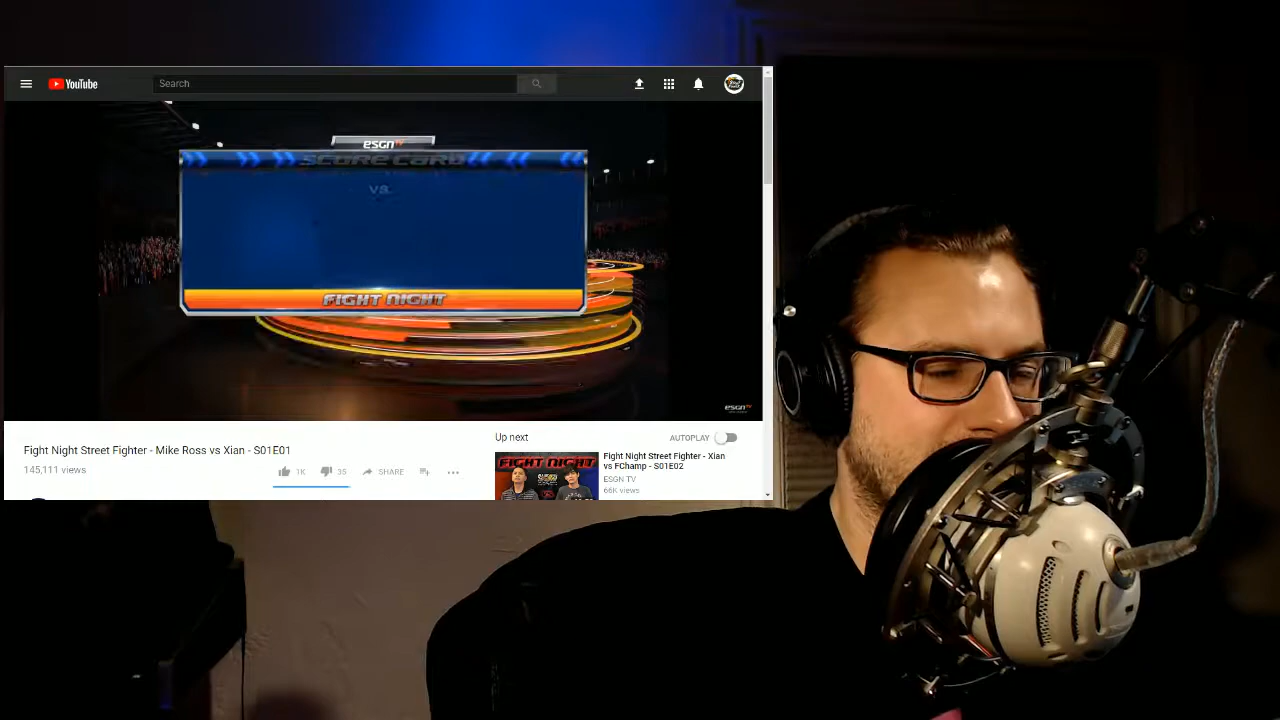 YouTube
Search
ESGN TV
SCORE CARD
VS.
FIGHT NIGHT
ESGN TV
Fight Night Street Fighter - Mike Ross vs Xian - S01E01
145,111 views
1K
35
SHARE
Up next
AUTOPLAY
FIGHT NIGHT
Fight Night Street Fighter - Xian
vs FChamp - S01E02
ESGN TV
66K views